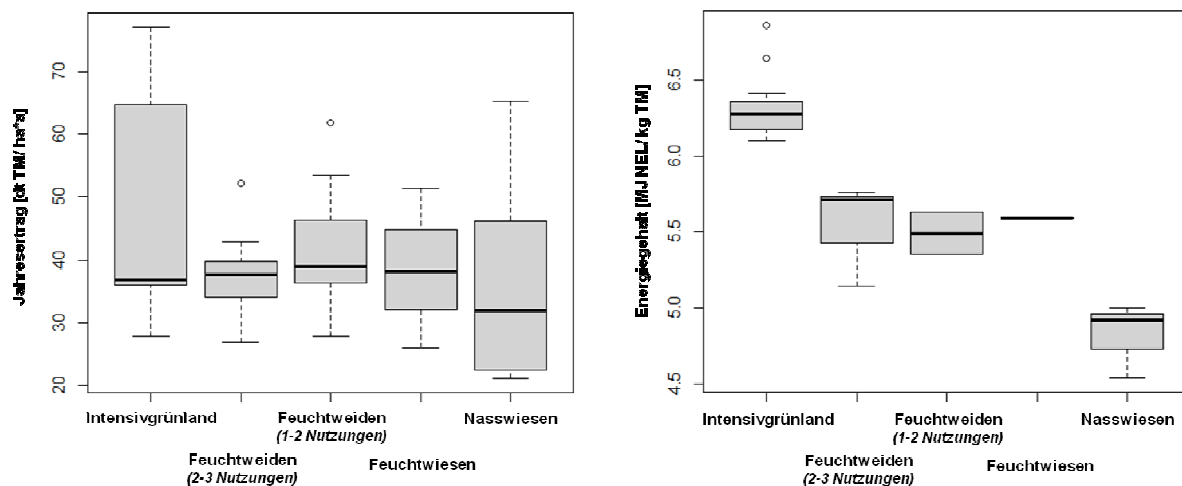 Jahresertrag [dt TM/ ha*a]
70
60
50
40
30
20
Intensivgrünland
Feuchtweiden
(1-2 Nutzungen)
Nasswiesen
Feuchtweiden
(2-3 Nutzungen)
Feuchtwiesen
Energiegehalt [MJ NEL/ kg TM]
6.5
6.0
5.5
5.0
4.5
Intensivgrünland
Feuchtweiden
(1-2 Nutzungen)
Nasswiesen
Feuchtweiden
(2-3 Nutzungen)
Feuchtwiesen